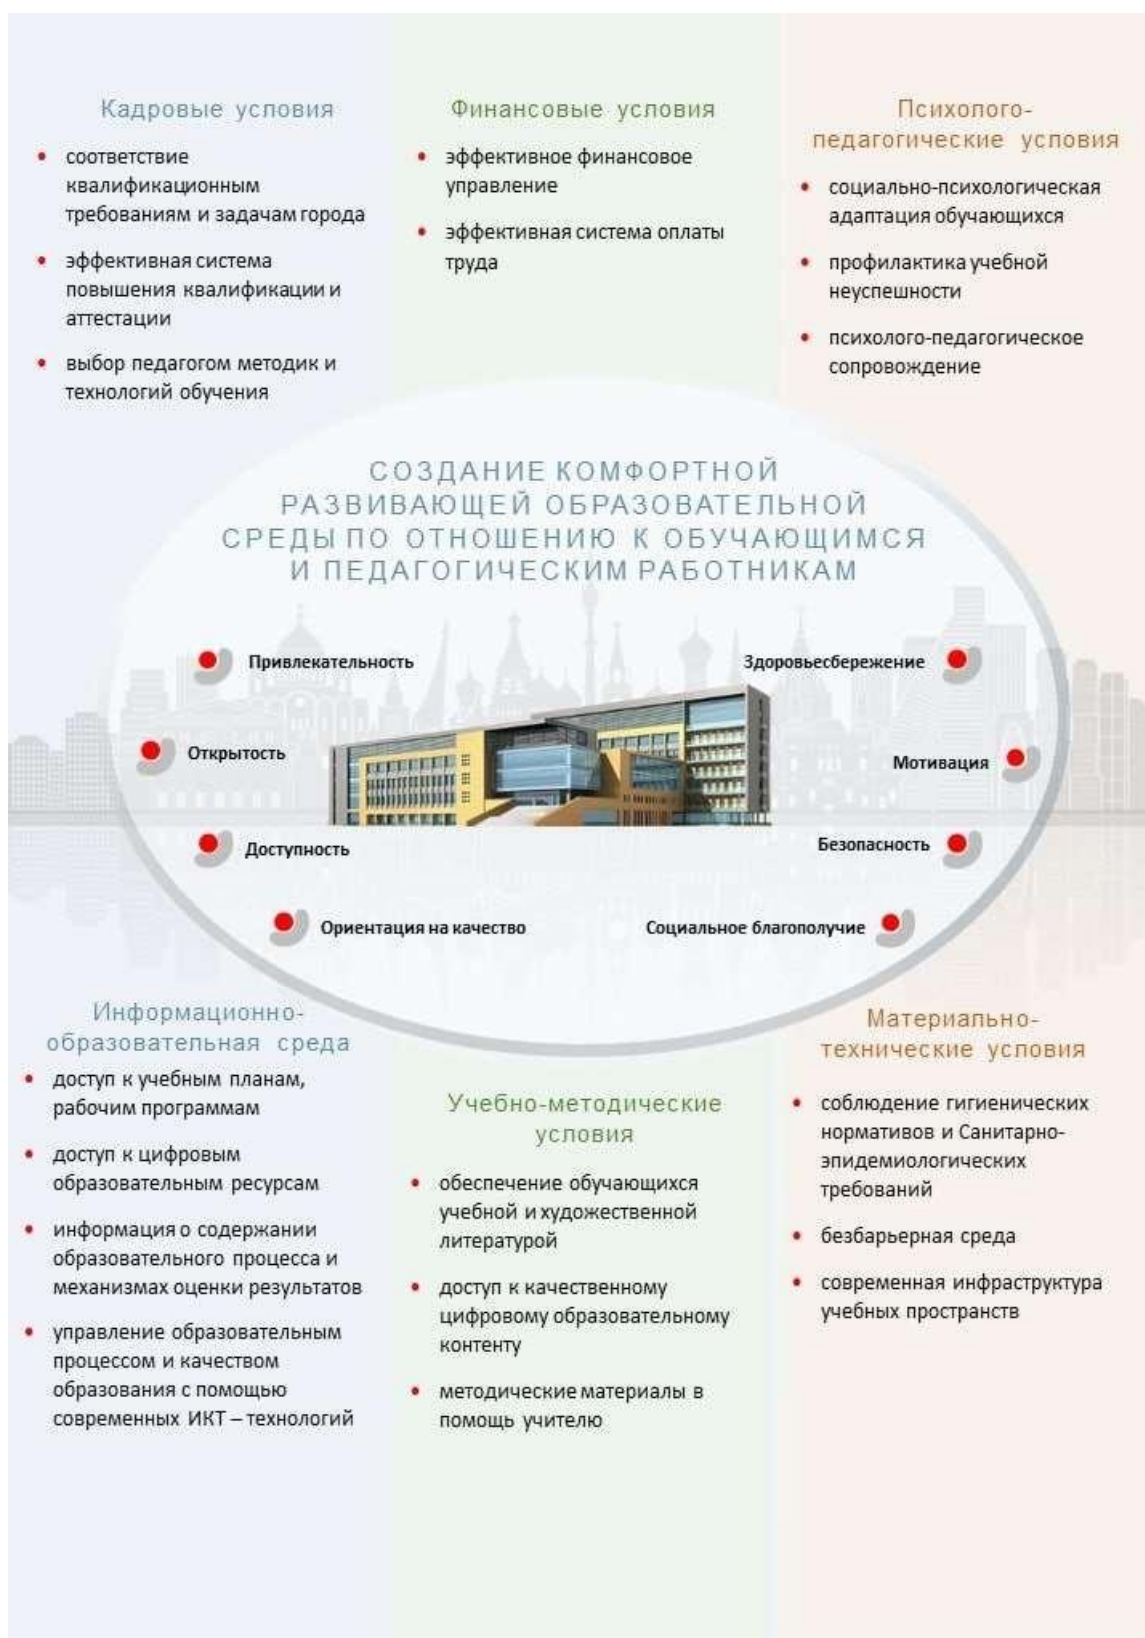 Кадровые условия
• соответствие
квалификационным
требованиям и задачам города
• эффективная система
повышения квалификации и
аттестации
• выбор педагогом методик и
технологий обучения
Финансовые условия
• эффективное финансовое
управление
• эффективная система оплаты
труда
Психолого-
педагогические условия
• социально-психологическая
адаптация обучающихся
• профилактика учебной
неуспешности
• психолого-педагогическое
сопровождение
СОЗДАНИЕ КОМФОРТНОЙ
РАЗВИВАЮЩЕЙ ОБРАЗОВАТЕЛЬНОЙ
СРЕДЫ ПО ОТНОШЕНИЮ К ОБУЧАЮЩИМСЯ
И ПЕДАГОГИЧЕСКИМ РАБОТНИКАМ
Привлекательность
Открытость
Доступность
Ориентация на качество
Здоровьесбережение
Мотивация
Безопасность
Социальное благополучие
Информационно-
образовательная среда
• доступ к учебным планам,
рабочим программам
• доступ к цифровым
образовательным ресурсам
• информация о содержании
образовательного процесса и
механизмах оценки результатов
• управление образовательным
процессом и качеством
образования с помощью
современных ИКТ – технологий
Учебно-методические
условия
• обеспечение обучающихся
учебной и художественной
литературой
• доступ к качественному
цифровому образовательному
контенту
• методические материалы в
помощь учителю
Материально-
технические условия
• соблюдение гигиенических
нормативов и Санитарно-
эпидемиологических
требований
• безбарьерная среда
• современная инфраструктура
учебных пространств